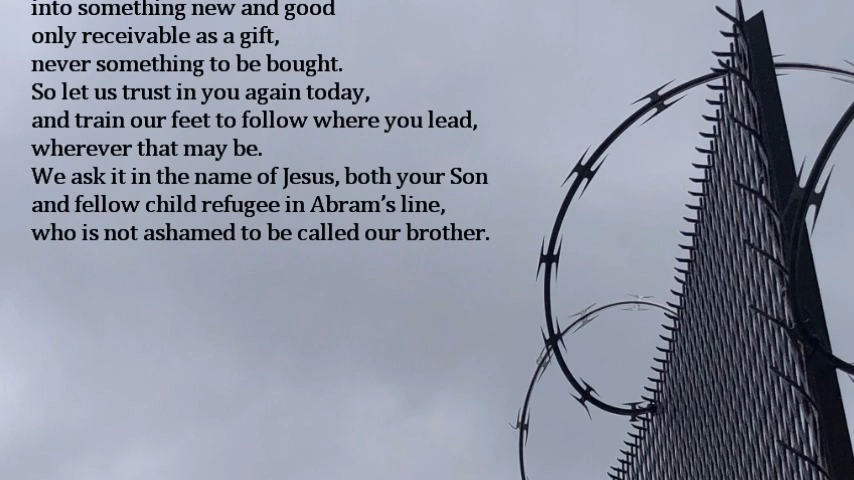 into something new and good
only receivable as a gift,
never something to be bought.
So let us trust in you again today,
and train our feet to follow where you lead,
wherever that may be.
We ask it in the name of Jesus, both your Son
and fellow child refugee in Abram’s line,
who is not ashamed to be called our brother.